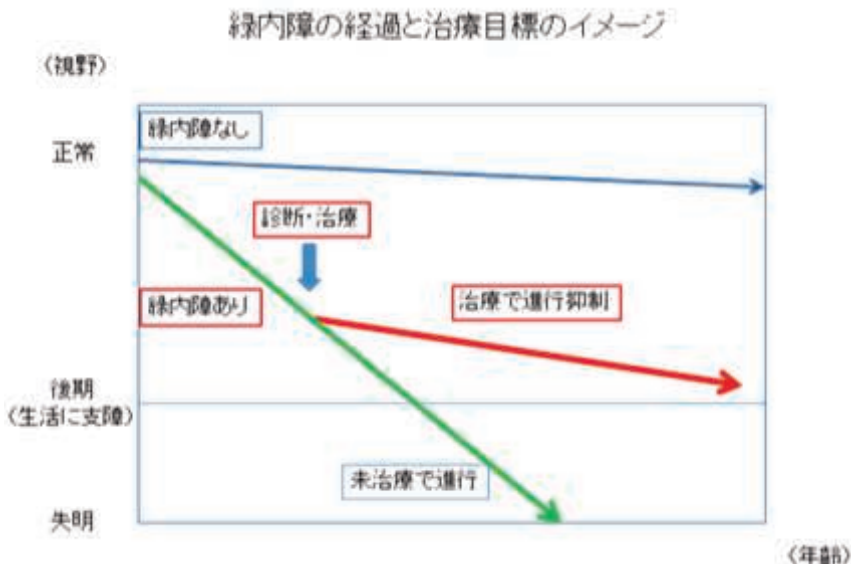 緑内障の経過と治療目標のイメージ
(視野)
緑内障なし
正常
診断・治療
緑内障あり
治療で進行抑制
後期
(生活に支障)
未治療で進行
失明
(年齢)